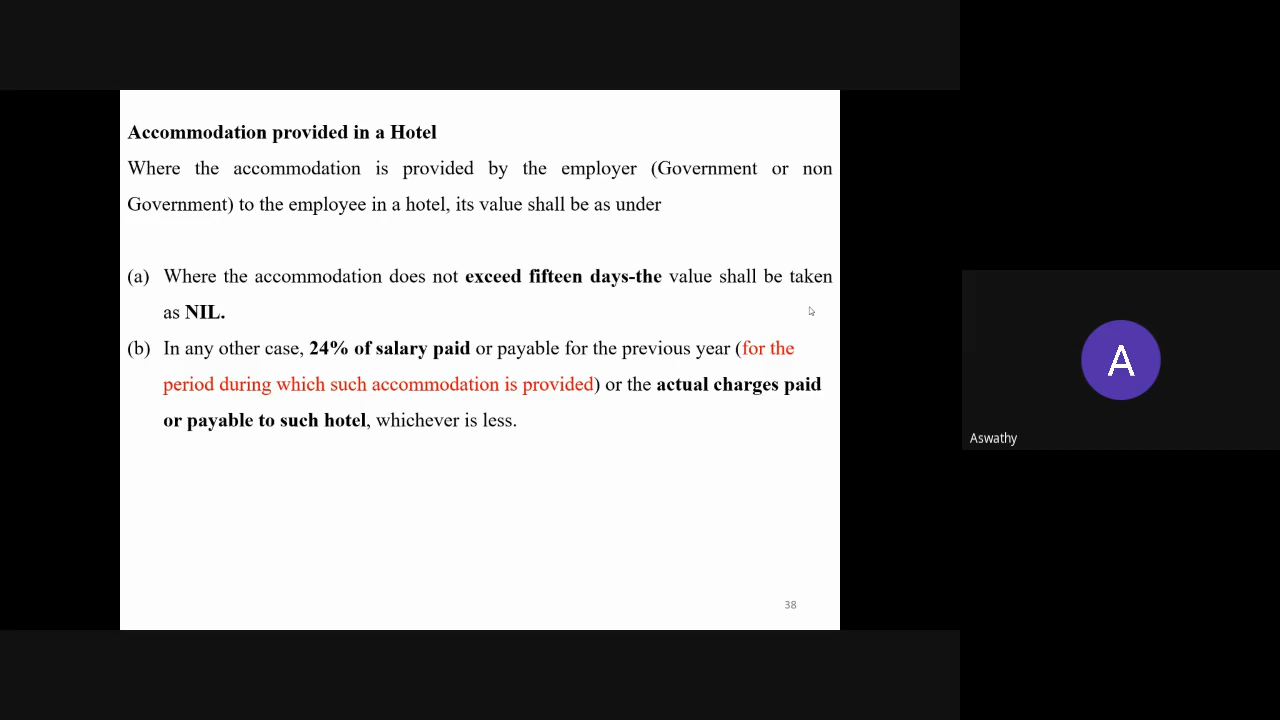 Accommodation provided in a Hotel
Where the accommodation is provided by the employer (Government or non
Government) to the employee in a hotel, its value shall be as under
(a) Where the accommodation does not exceed fifteen days-the value shall be taken
as NIL.
(b) In any other case, 24% of salary paid or payable for the previous year (for the
period during which such accommodation is provided) or the actual charges paid
or payable to such hotel, whichever is less.
38
A
Aswathy